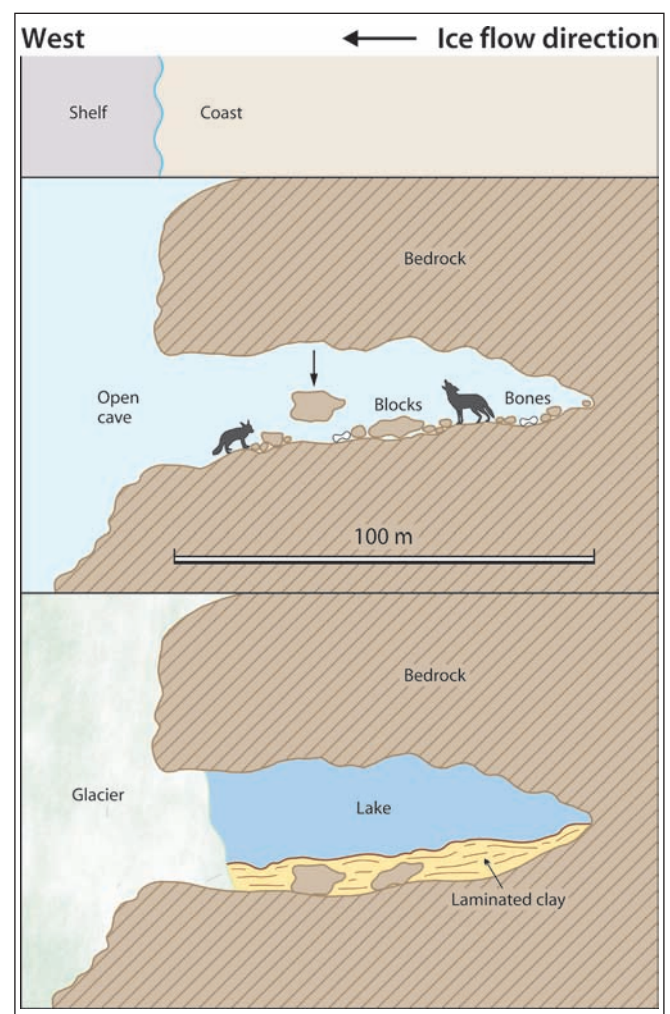 West
Ice flow direction
Shelf
Coast
Bedrock
Open
cave
Blocks
Bones
100 m
Bedrock
Glacier
Lake
Laminated clay